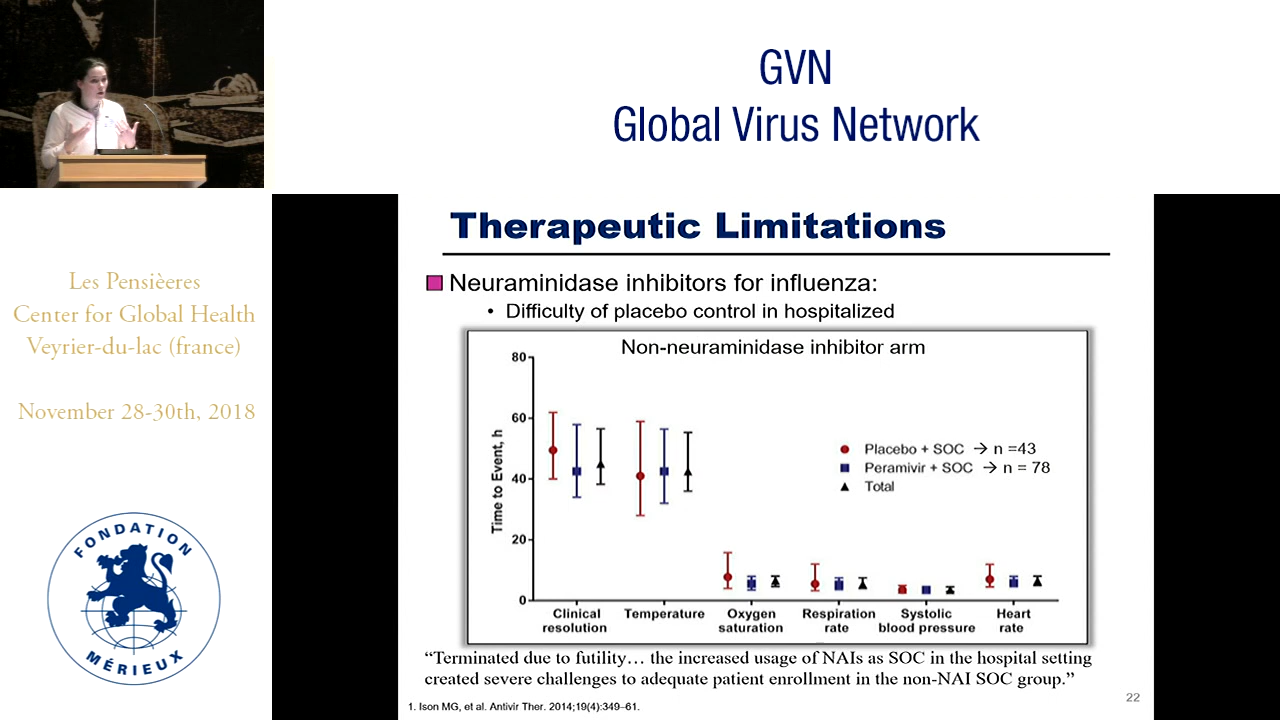 GVN
Global Virus Network
Les Pensièeres
Center for Global Health
Veyrier-du-lac (france)
November 28-30th, 2018
FONDATION
MÉRIEUX
Therapeutic Limitations
Neuraminidase inhibitors for influenza:
• Difficulty of placebo control in hospitalized
Non-neuraminidase inhibitor arm
Time to Event, h
80
60
40
20
0
Placebo + SOC → n =43
Peramivir + SOC → n = 78
Total
Clinical resolution
Temperature
Oxygen saturation
Respiration rate
Systolic blood pressure
Heart rate
“Terminated due to futility… the increased usage of NAIs as SOC in the hospital setting
created severe challenges to adequate patient enrollment in the non-NAI SOC group.”
1. Ison MG, et al. Antivir Ther. 2014;19(4):349–61.
22